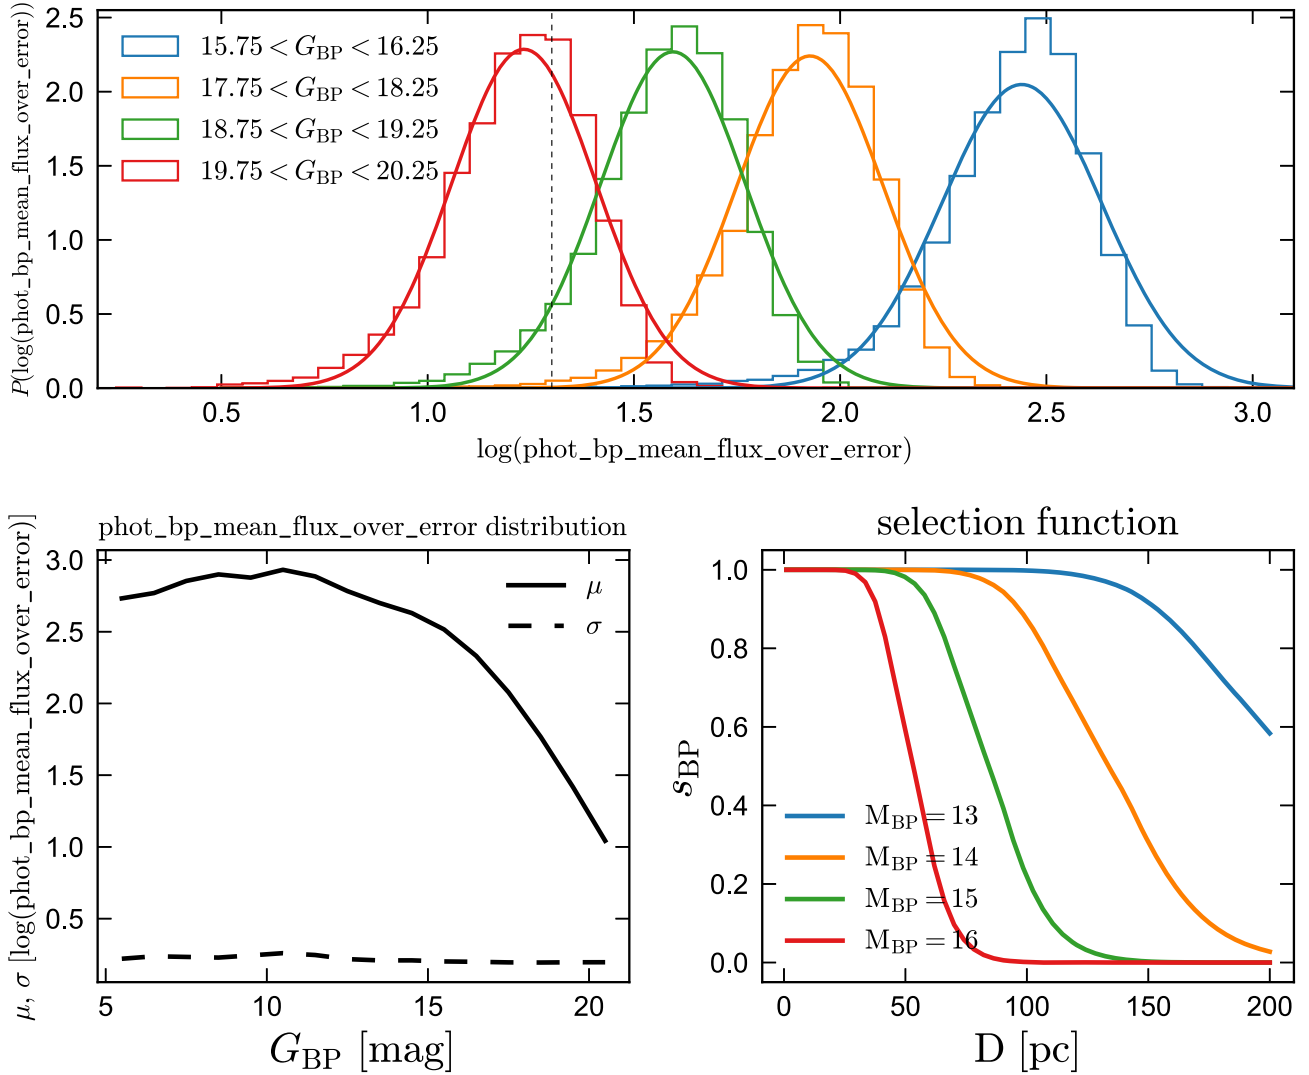 P(log(phot_bp_mean_flux_over_error))
2.5
2.0
1.5
1.0
0.5
0.0
15.75 < G_BP < 16.25
17.75 < G_BP < 18.25
18.75 < G_BP < 19.25
19.75 < G_BP < 20.25
0.5 1.0 1.5 2.0 2.5 3.0
log(phot_bp_mean_flux_over_error)
phot_bp_mean_flux_over_error distribution
μ, σ [log(phot_bp_mean_flux_over_error)]
3.0
2.5
2.0
1.5
1.0
0.5
μ
σ
5 10 15 20
G_BP [mag]
selection function
s_BP
1.0
0.8
0.6
0.4
0.2
0.0
M_BP = 13
M_BP = 14
M_BP = 15
M_BP = 16
0 50 100 150 200
D [pc]